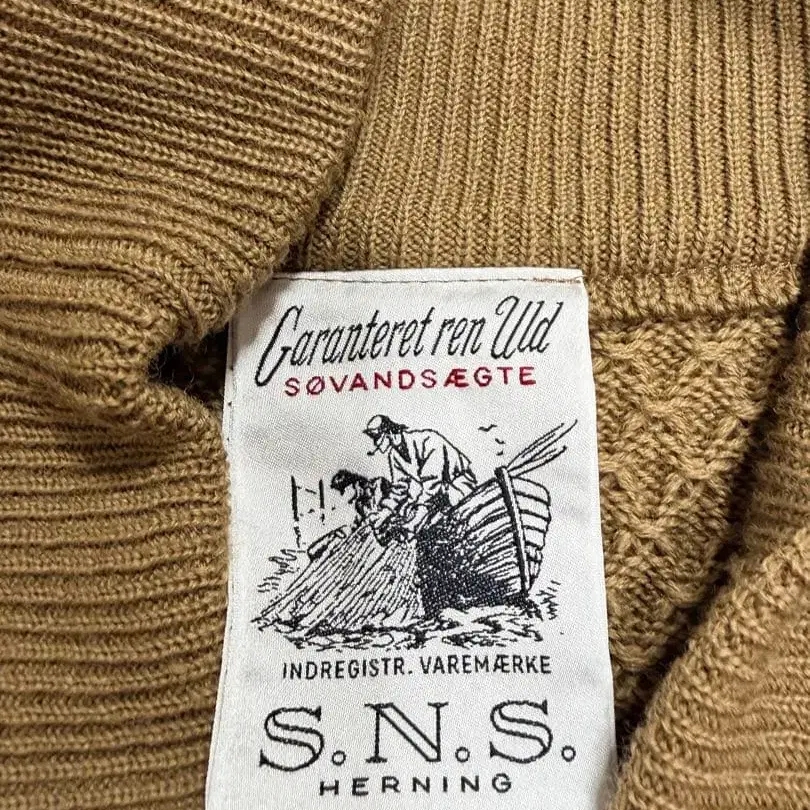 Garanteret ren Uld
SØVANDSÆGTE
INDREGISTR. VAREMÆRKE
S.N.S.
HERNING